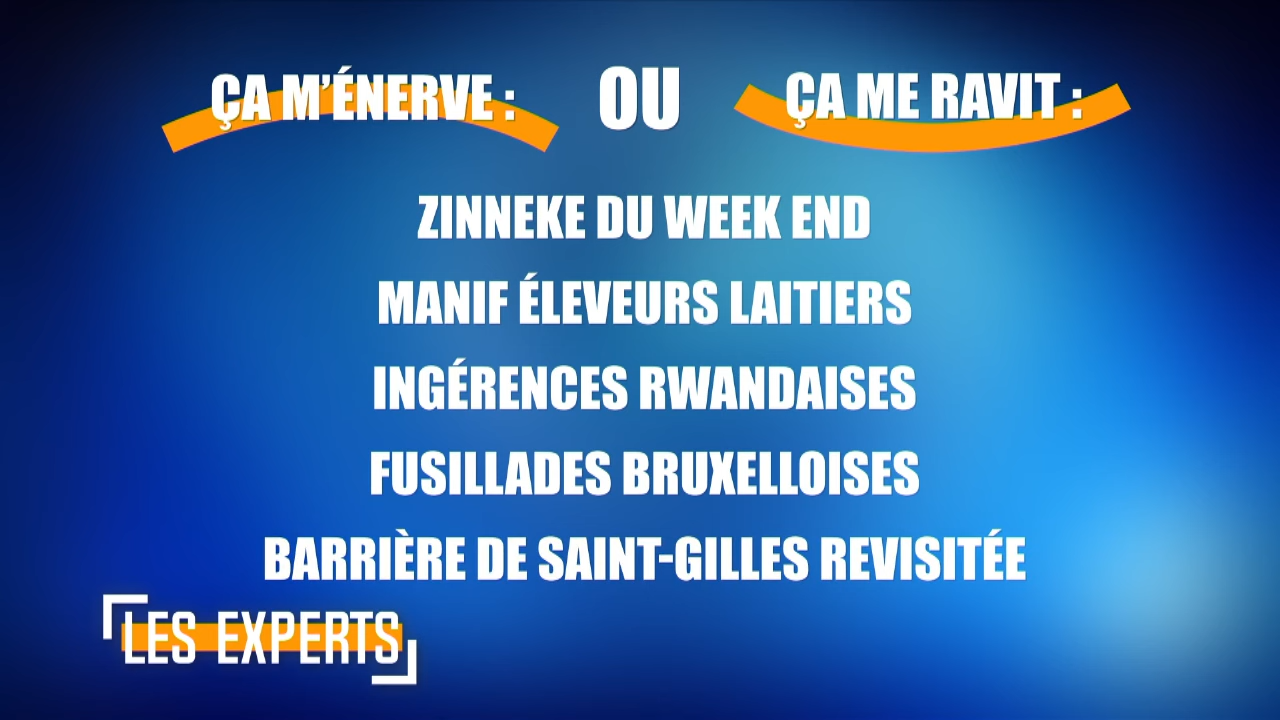 ÇA M'ÉNERVE : OU ÇA ME RAVIT :
ZINNEKE DU WEEK END
MANIF ÉLEVEURS LAITIERS
INGÉRENCES RWANDAISES
FUSILLADES BRUXELLOISES
BARRIÈRE DE SAINT-GILLES REVISITÉE
LES EXPERTS